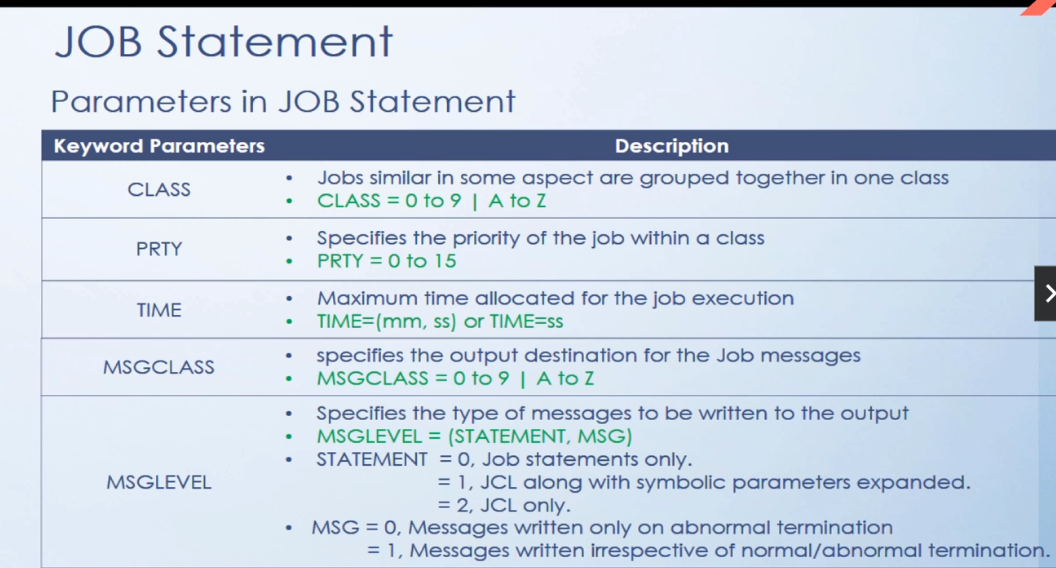 JOB Statement
Parameters in JOB Statement
Keyword Parameters Description
CLASS
• Jobs similar in some aspect are grouped together in one class
• CLASS = 0 to 9 | A to Z
PRTY
• Specifies the priority of the job within a class
• PRTY = 0 to 15
TIME
• Maximum time allocated for the job execution
• TIME=(mm, ss) or TIME=ss
MSGCLASS
• specifies the output destination for the Job messages
• MSGCLASS = 0 to 9 | A to Z
MSGLEVEL
• Specifies the type of messages to be written to the output
• MSGLEVEL = (STATEMENT, MSG)
• STATEMENT = 0, Job statements only.
= 1, JCL along with symbolic parameters expanded.
= 2, JCL only.
• MSG = 0, Messages written only on abnormal termination
= 1, Messages written irrespective of normal/abnormal termination.